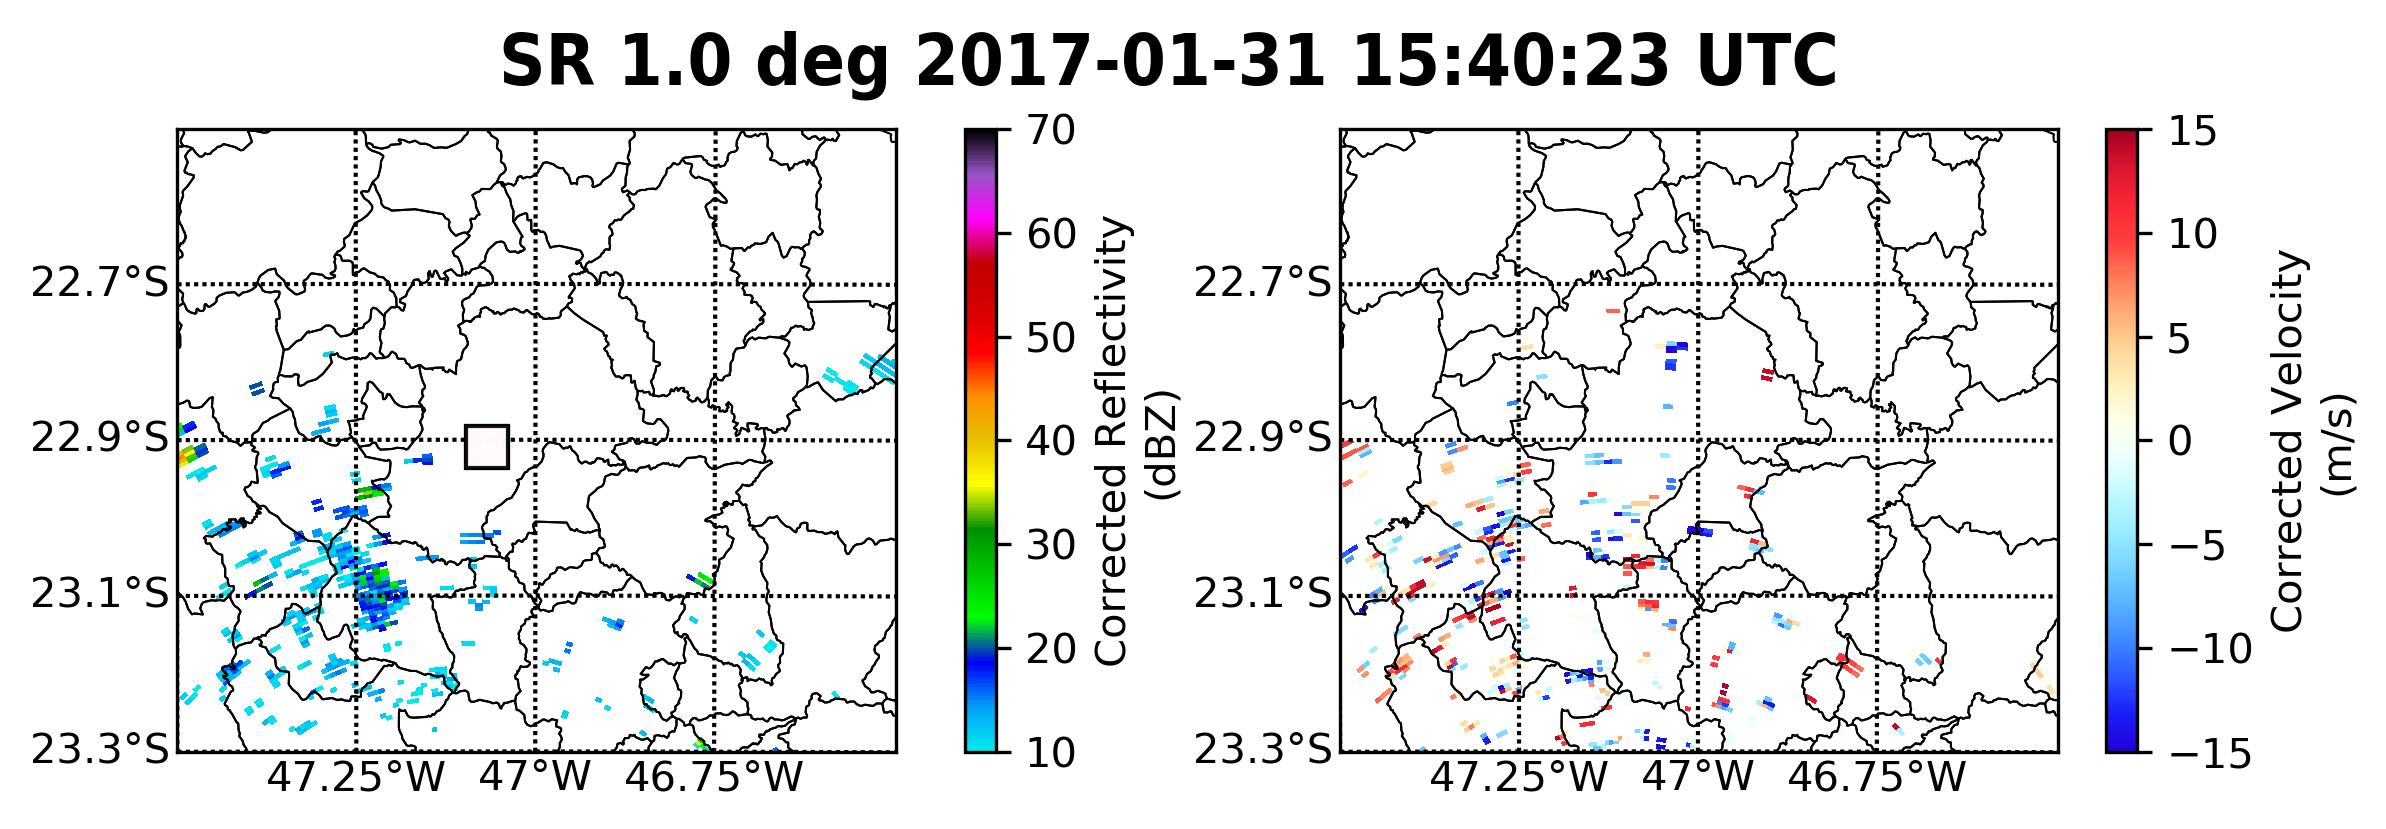 SR 1.0 deg 2017-01-31 15:40:23 UTC
22.7°S
22.9°S
23.1°S
23.3°S
47.25°W
47°W
46.75°W
70
60
50
40
30
20
10
Corrected Reflectivity
(dBZ)
22.7°S
22.9°S
23.1°S
23.3°S
47.25°W
47°W
46.75°W
15
10
5
0
−5
−10
−15
Corrected Velocity
(m/s)